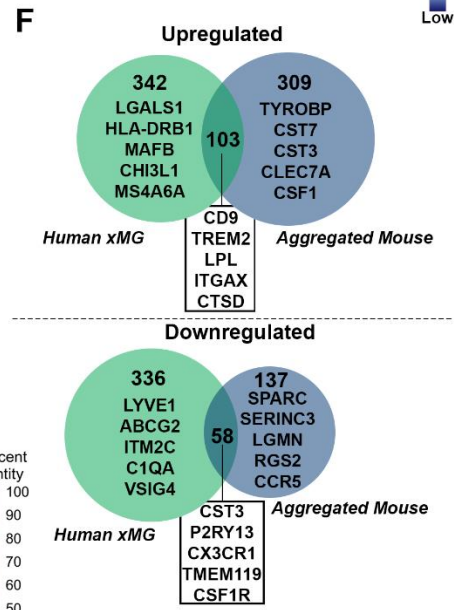 F
Low
Upregulated
342
LGALS1
HLA-DRB1
MAFB
CHI3L1
MS4A6A
103
309
TYROBP
CST7
CST3
CLEC7A
CSF1
Human xMG
Aggregated Mouse
CD9
TREM2
LPL
ITGAX
CTSD
Downregulated
336
LYVE1
ABCG2
ITM2C
C1QA
VSIG4
58
137
SPARC
SERINC3
LGMN
RGS2
CCR5
Human xMG
Aggregated Mouse
CST3
P2RY13
CX3CR1
TMEM119
CSF1R
cent
ntity
100
90
80
70
60
50